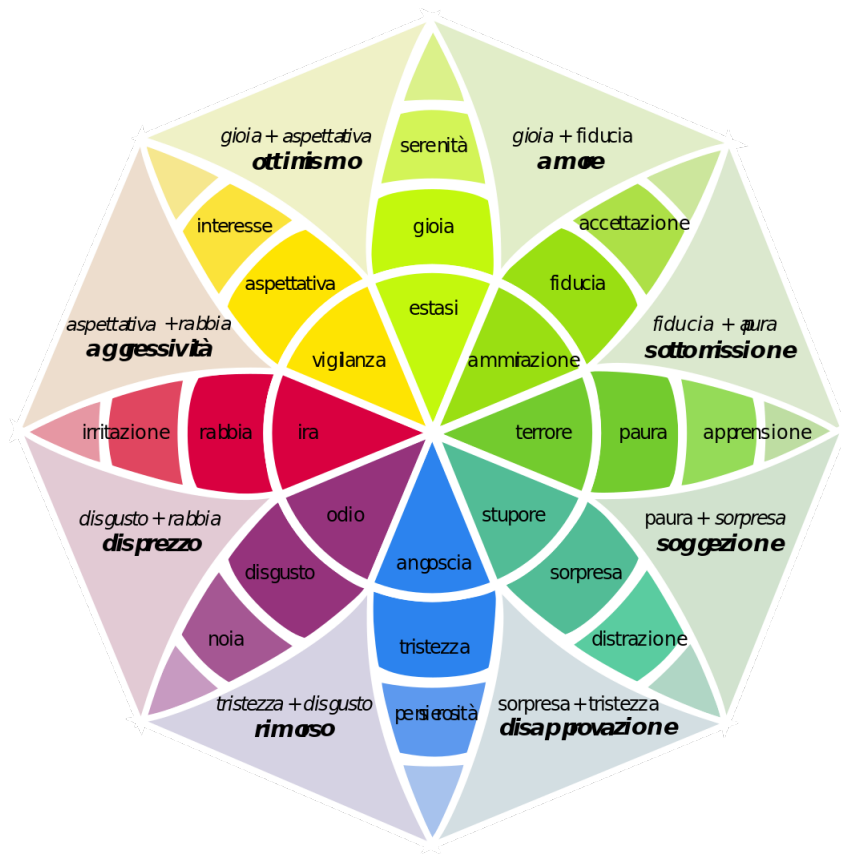 gioia + aspettativa
ottimismo
gioia + fiducia
amore
serenità
gioia
estasi
interesse
aspettativa
vigilanza
accettazione
fiducia
ammirazione
aspettativa + rabbia
aggressività
fiducia + paura
sottomissione
irritazione
rabbia
ira
terrore
paura
apprensione
disgusto + rabbia
disprezzo
paura + sorpresa
soggezione
odio
disgusto
noia
stupore
sorpresa
distrazione
angoscia
tristezza
pensierosità
tristezza + disgusto
rimorso
sorpresa + tristezza
disapprovazione